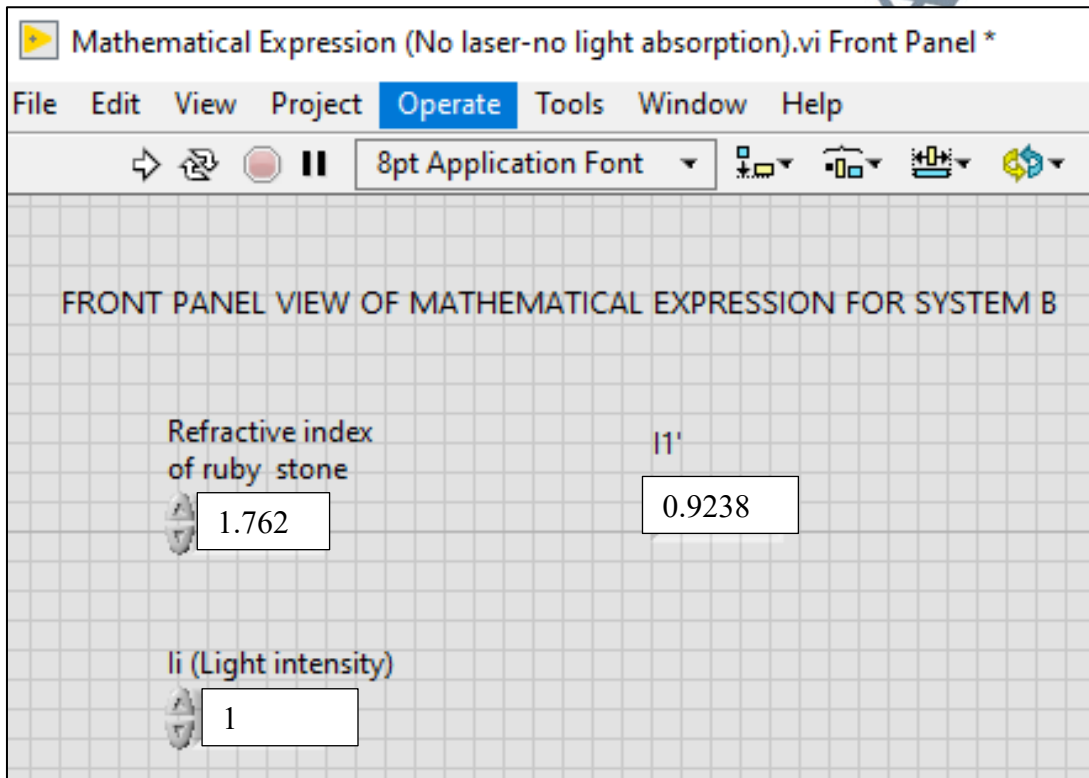 Mathematical Expression (No laser-no light absorption).vi Front Panel *
File Edit View Project Operate Tools Window Help
8pt Application Font
FRONT PANEL VIEW OF MATHEMATICAL EXPRESSION FOR SYSTEM B
Refractive index
of ruby stone
1.762
I1'
0.9238
Ii (Light intensity)
1